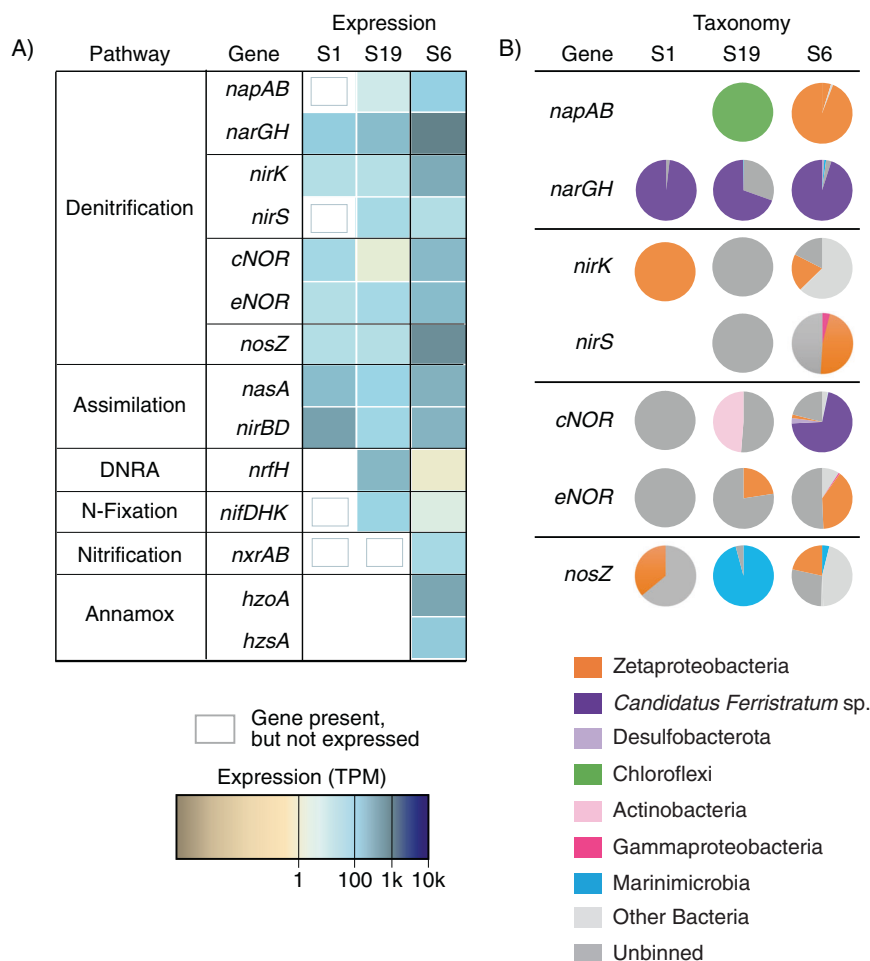 A)
Expression
Pathway Gene S1 S19 S6
Denitrification
napAB
narGH
nirK
nirS
cNOR
eNOR
nosZ
Assimilation
nasA
nirBD
DNRA nrfH
N-Fixation nifDHK
Nitrification nxrAB
Annamox
hzoA
hzsA
Gene present,
but not expressed
Expression (TPM)
1 100 1k 10k
B)
Taxonomy
Gene S1 S19 S6
napAB
narGH
nirK
nirS
cNOR
eNOR
nosZ
Zetaproteobacteria
Candidatus Ferristratum sp.
Desulfobacterota
Chloroflexi
Actinobacteria
Gammaproteobacteria
Marinimicrobia
Other Bacteria
Unbinned